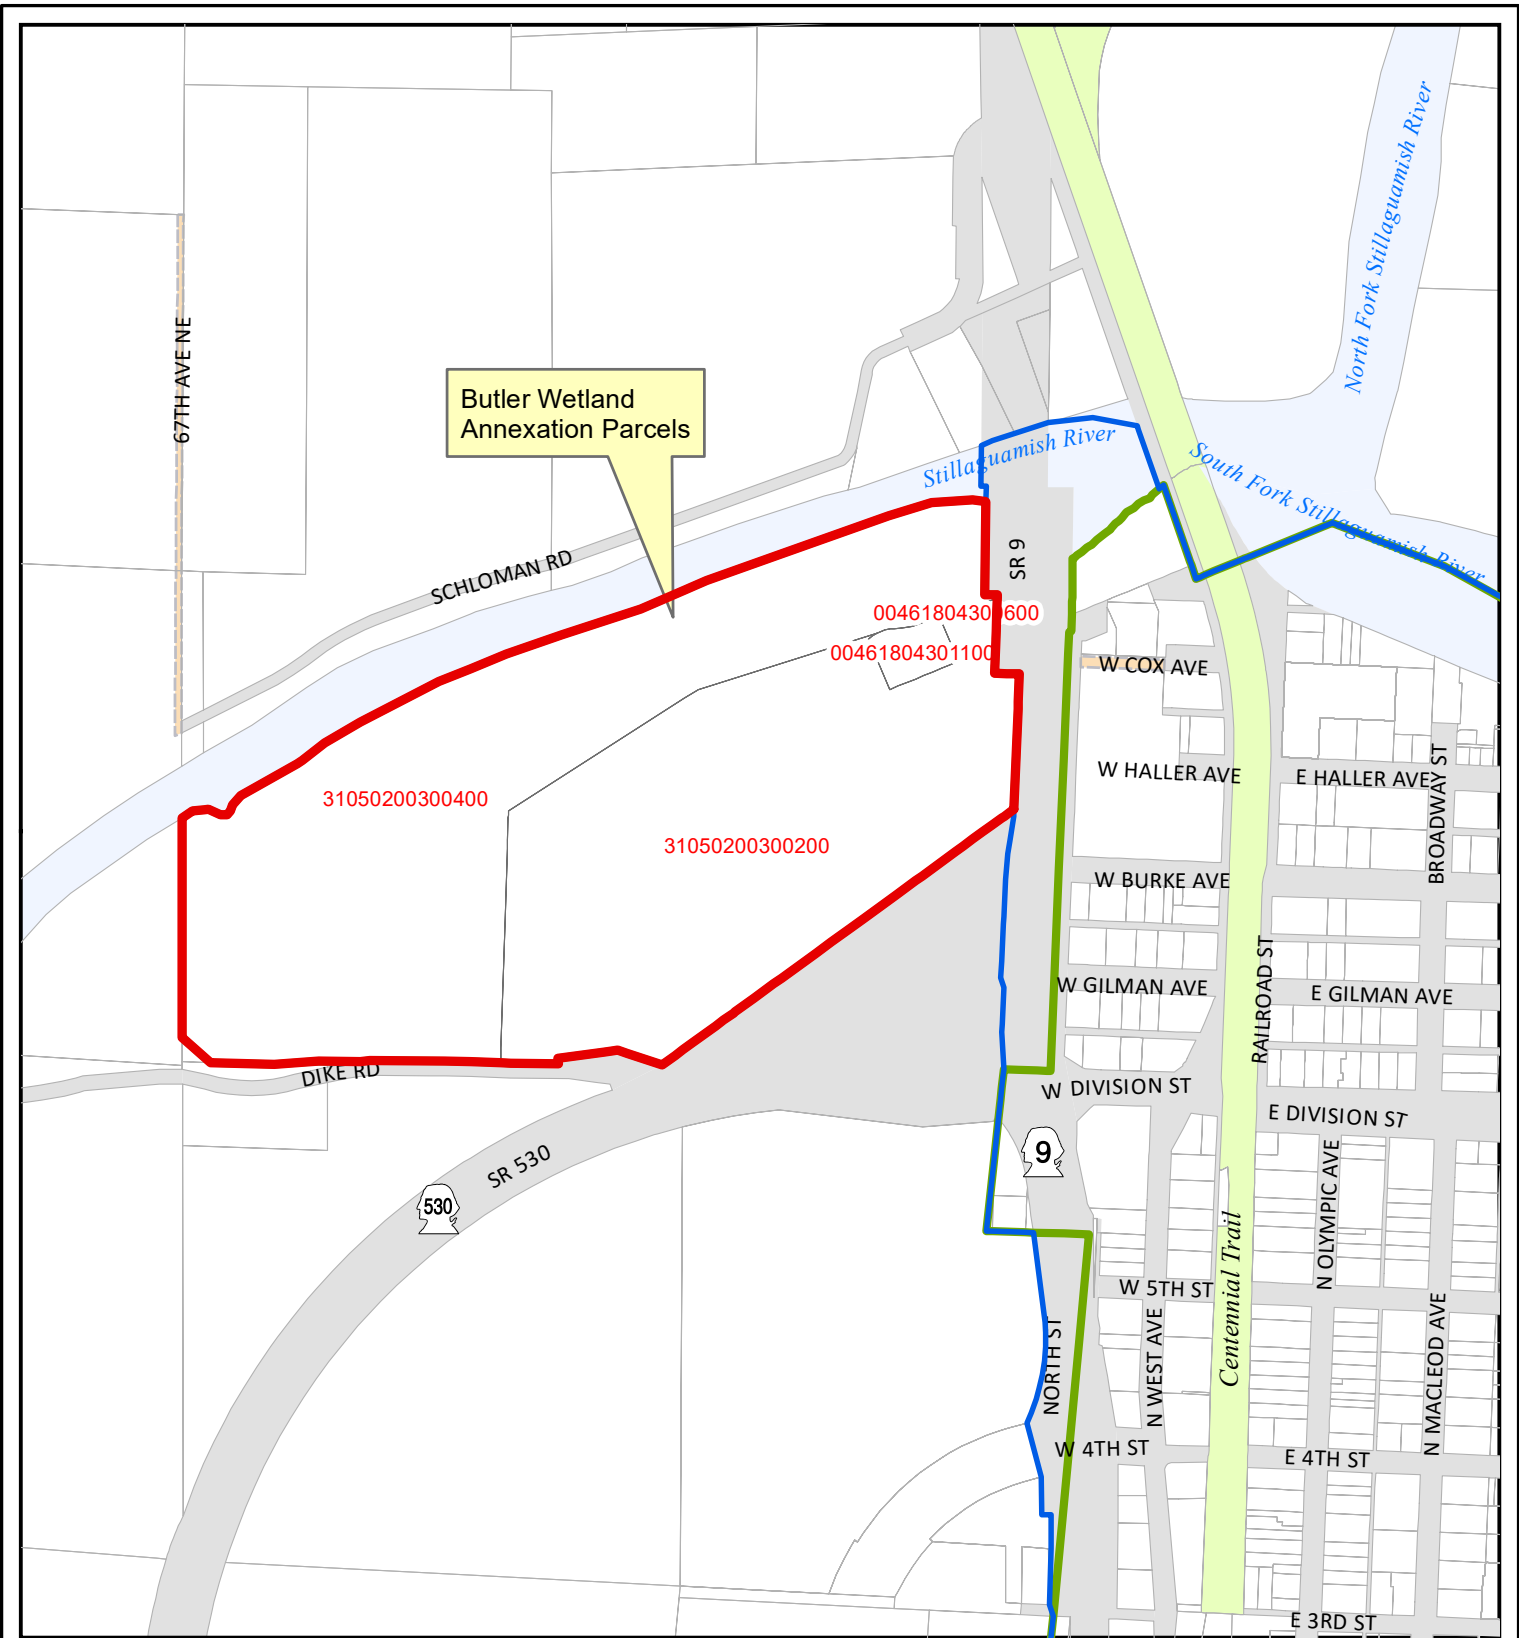 North Fork Stillaguamish River
67TH AVE NE
Butler Wetland
Annexation Parcels
Stillaguamish River
South Fork Stillaguamish River
SCHLOMAN RD
SR 9
00461804300600
00461804301100
W COX AVE
W HALLER AVE
E HALLER AVE
BROADWAY ST
31050200300400
31050200300200
W BURKE AVE
W GILMAN AVE
E GILMAN AVE
RAILROAD ST
DIKE RD
W DIVISION ST
E DIVISION ST
SR 530
9
530
N OLYMPIC AVE
Centennial Trail
W 5TH ST
NORTH ST
N WEST AVE
N MACLEOD AVE
W 4TH ST
E 4TH ST
E 3RD ST